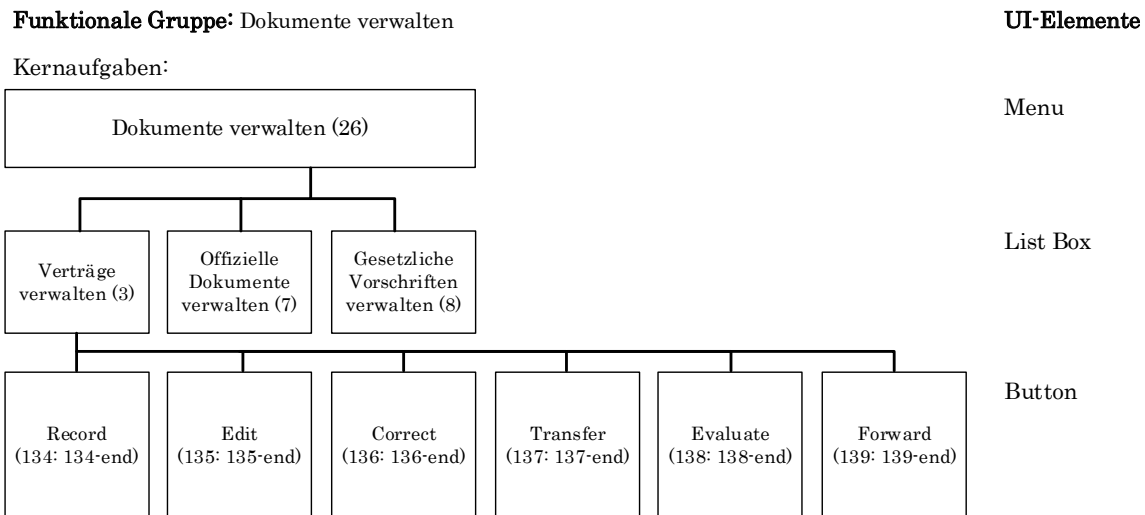 Funktionale Gruppe: Dokumente verwalten
UI-Elemente
Kernaufgaben:
Menu
Dokumente verwalten (26)
List Box
Verträge
verwalten (3)
Offizielle
Dokumente
verwalten (7)
Gesetzliche
Vorschriften
verwalten (8)
Button
Record
(134: 134-end)
Edit
(135: 135-end)
Correct
(136: 136-end)
Transfer
(137: 137-end)
Evaluate
(138: 138-end)
Forward
(139: 139-end)